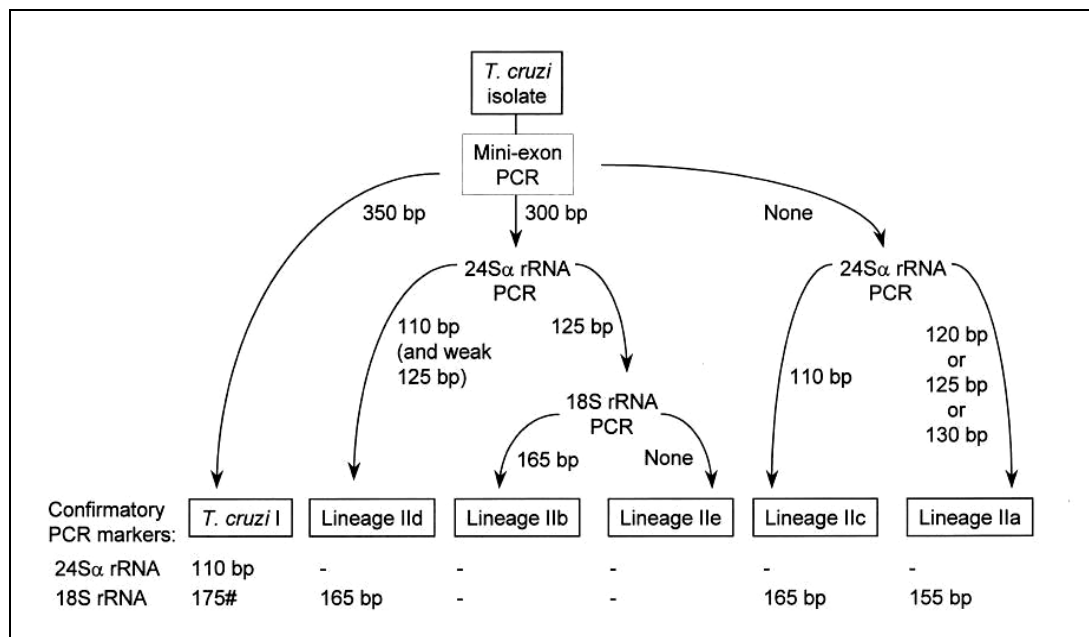 T. cruzi
isolate
Mini-exon
PCR
350 bp
300 bp
None
24Sα rRNA
PCR
24Sα rRNA
PCR
110 bp
(and weak
125 bp)
125 bp
110 bp
120 bp
or
125 bp
or
130 bp
18S rRNA
PCR
165 bp
None
Confirmatory
PCR markers:
T. cruzi I
Lineage IId
Lineage IIb
Lineage IIe
Lineage IIc
Lineage IIa
24Sα rRNA 110 bp - - - - -
18S rRNA 175# 165 bp - - 165 bp 155 bp